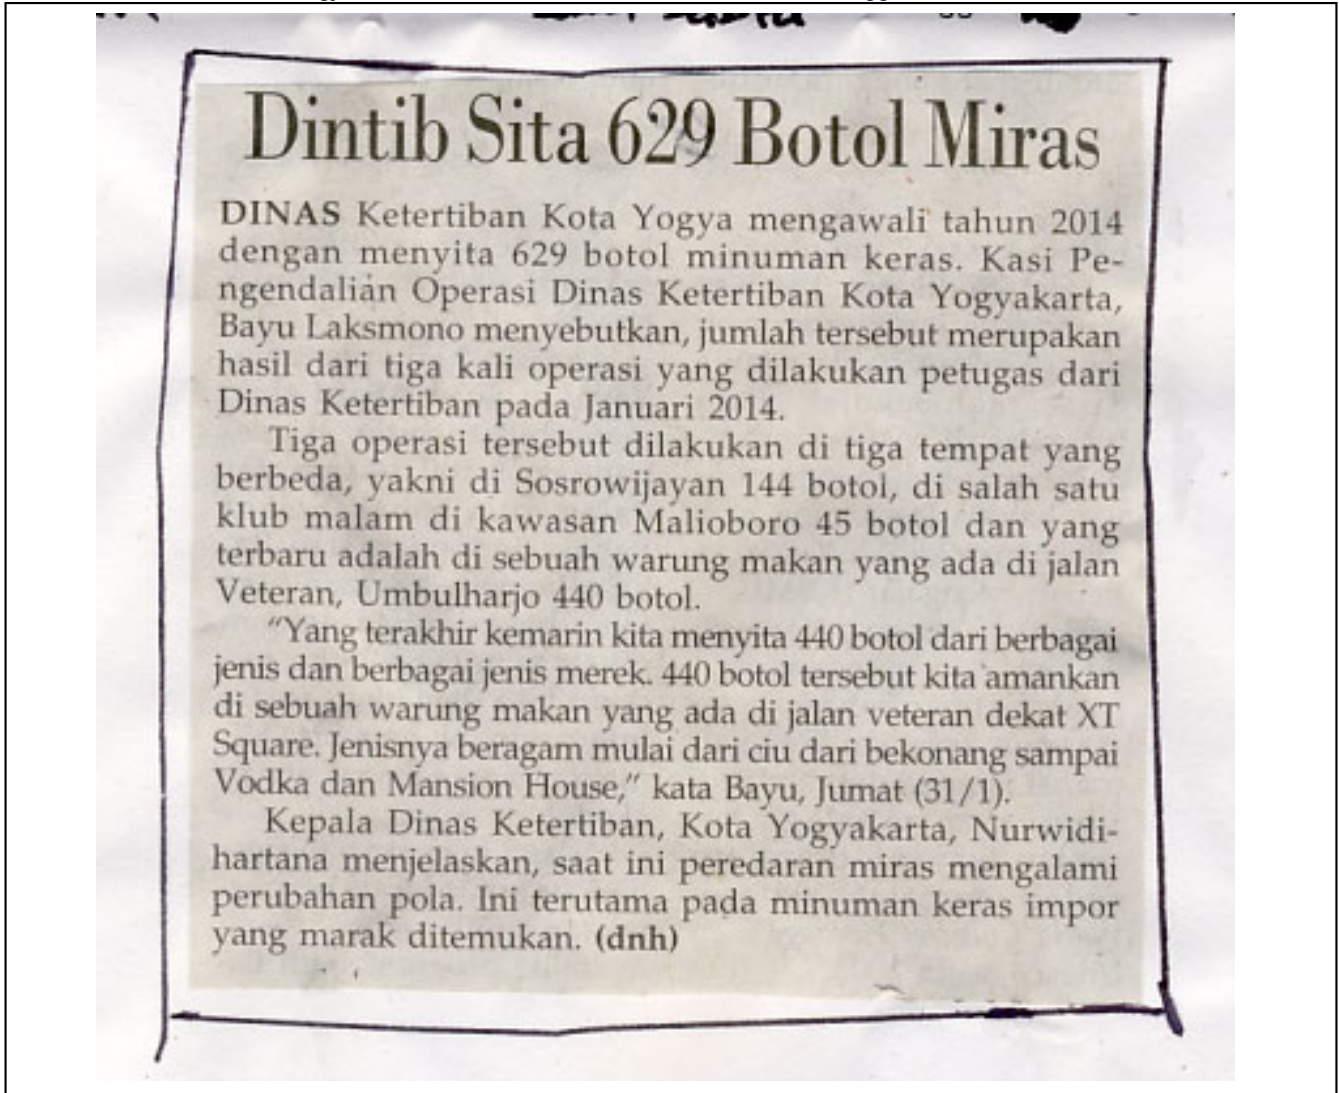 Dintib Sita 629 Botol Miras
DINAS Ketertiban Kota Yogya mengawali tahun 2014
dengan menyita 629 botol minuman keras. Kasi Pe-
ngendalian Operasi Dinas Ketertiban Kota Yogyakarta,
Bayu Laksmono menyebutkan, jumlah tersebut merupakan
hasil dari tiga kali operasi yang dilakukan petugas dari
Dinas Ketertiban pada Januari 2014.
Tiga operasi tersebut dilakukan di tiga tempat yang
berbeda, yakni di Sosrowijayan 144 botol, di salah satu
klub malam di kawasan Malioboro 45 botol dan yang
terbaru adalah di sebuah warung makan yang ada di jalan
Veteran, Umbulharjo 440 botol.
“Yang terakhir kemarin kita menyita 440 botol dari berbagai
jenis dan berbagai jenis merek. 440 botol tersebut kita amankan
di sebuah warung makan yang ada di jalan veteran dekat XT
Square. Jenisnya beragam mulai dari ciu dari bekonang sampai
Vodka dan Mansion House,” kata Bayu, Jumat (31/1).
Kepala Dinas Ketertiban, Kota Yogyakarta, Nurwidi-
hartana menjelaskan, saat ini peredaran miras mengalami
perubahan pola. Ini terutama pada minuman keras impor
yang marak ditemukan. (dnh)